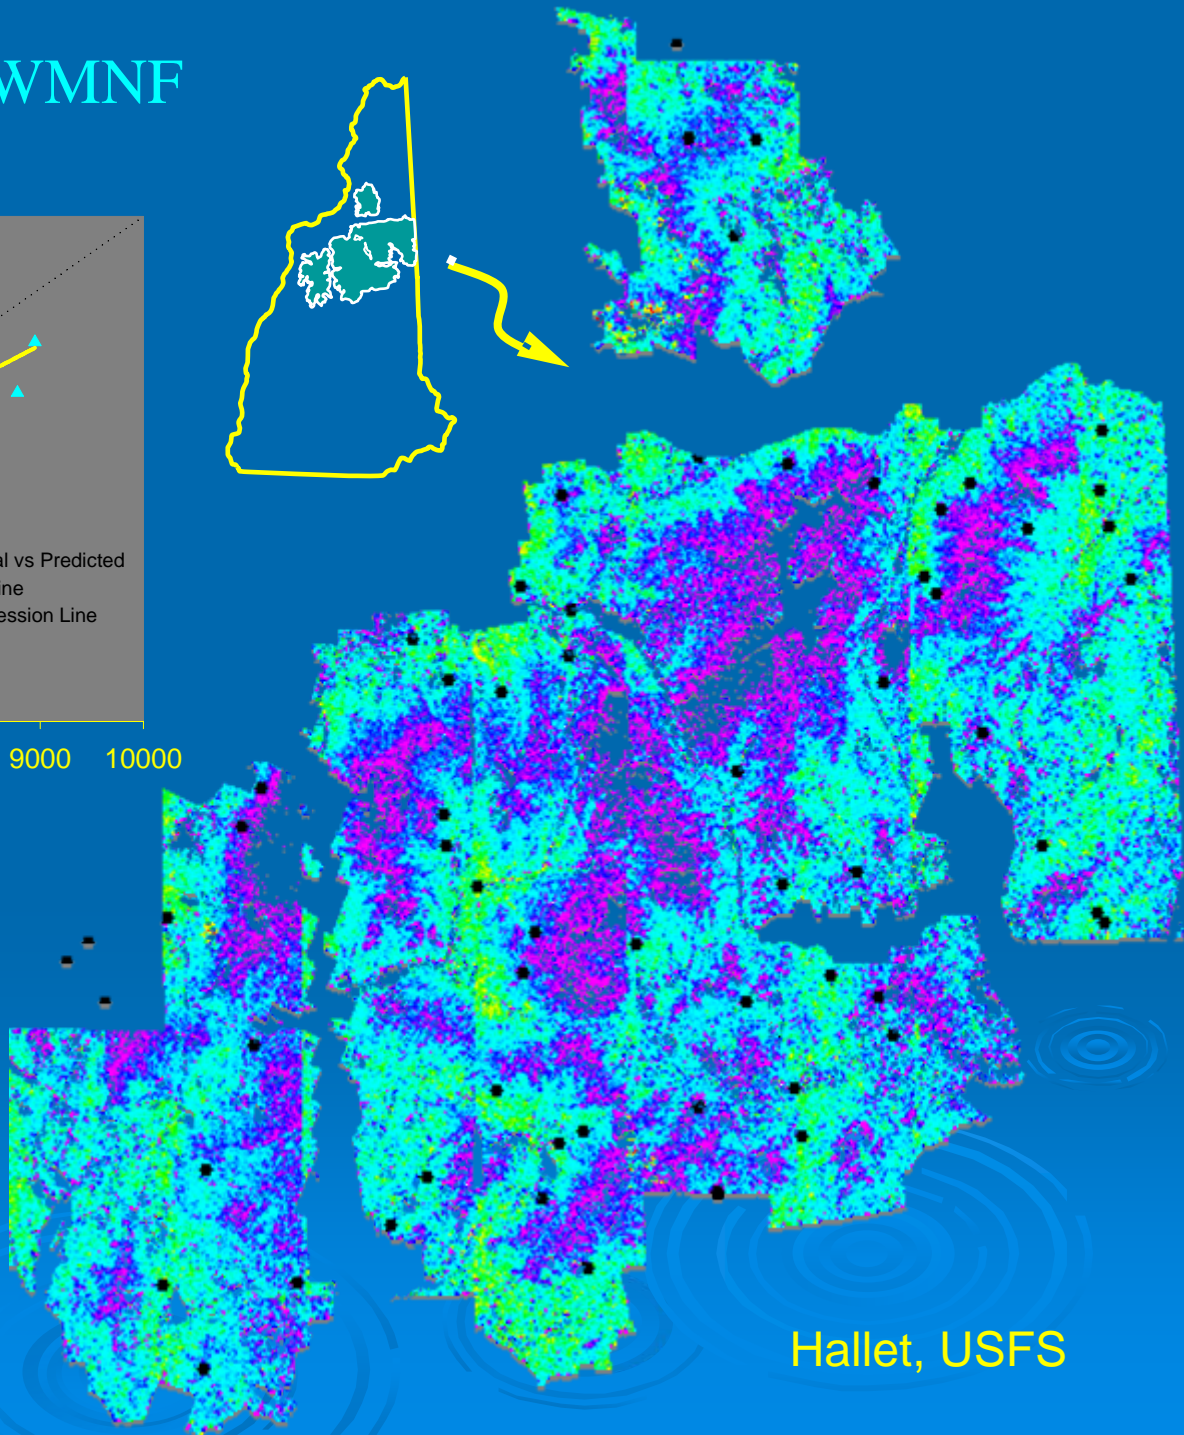 WMNF
al vs Predicted
ine
ession Line
9000 10000
Hallet, USFS